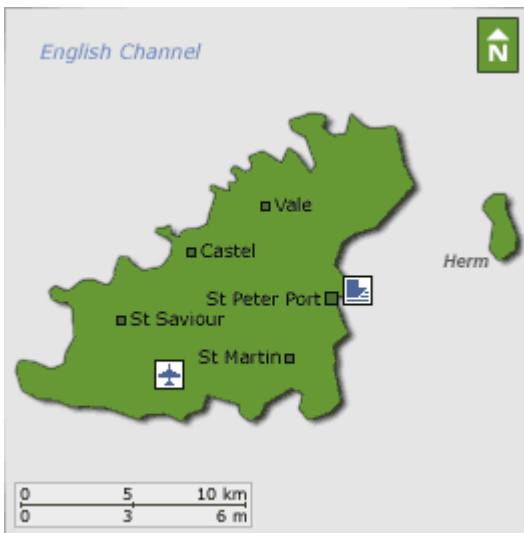 English Channel
N
Vale
Castel
Herm
St Peter Port
St Saviour
St Martin
0 5 10 km
0 3 6 m